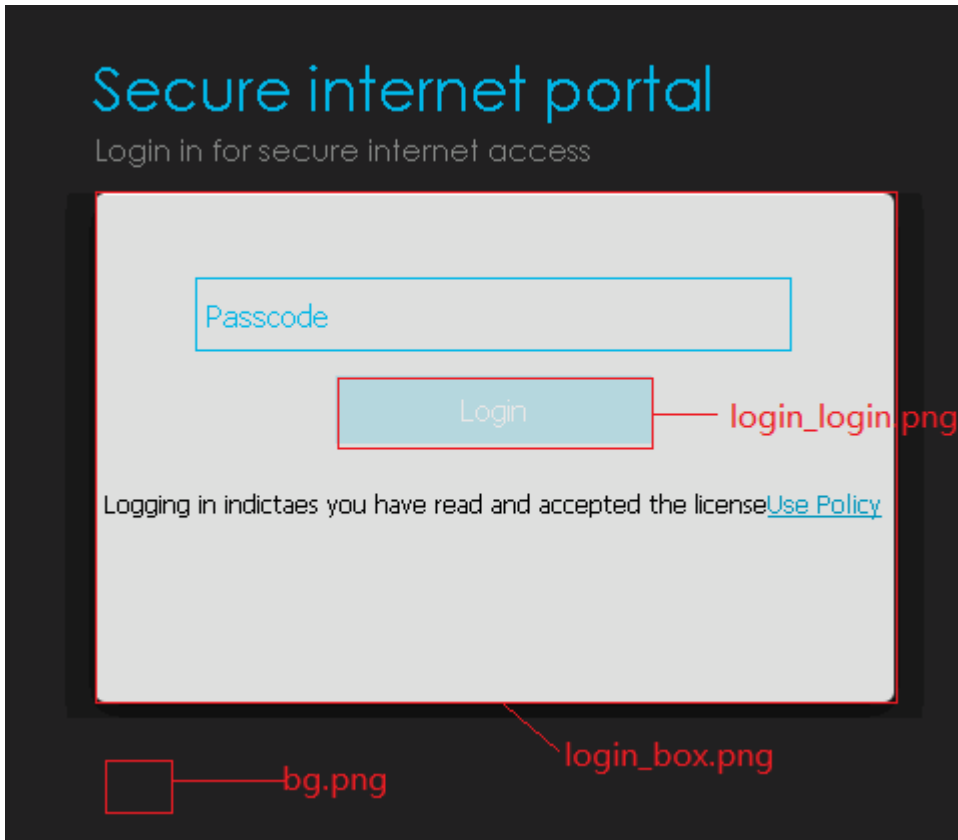 Secure internet portal
Login in for secure internet access
Passcode
Login
login_login.png
Logging in indictaes you have read and accepted the licenseUse Policy
login_box.png
bg.png